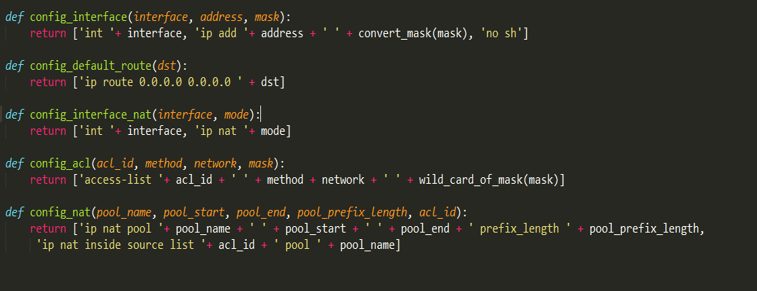 def config_interface(interface, address, mask):
return ['int '+ interface, 'ip add '+ address + ' ' + convert_mask(mask), 'no sh']
def config_default_route(dst):
return ['ip route 0.0.0.0 0.0.0.0 ' + dst]
def config_interface_nat(interface, mode):
return ['int '+ interface, 'ip nat '+ mode]
def config_acl(acl_id, method, network, mask):
return ['access-list '+ acl_id + ' ' + method + network + ' ' + wild_card_of_mask(mask)]
def config_nat(pool_name, pool_start, pool_end, pool_prefix_length, acl_id):
return ['ip nat pool '+ pool_name + ' ' + pool_start + ' ' + pool_end + ' prefix_length ' + pool_prefix_length,
'ip nat inside source list '+ acl_id + ' pool ' + pool_name]